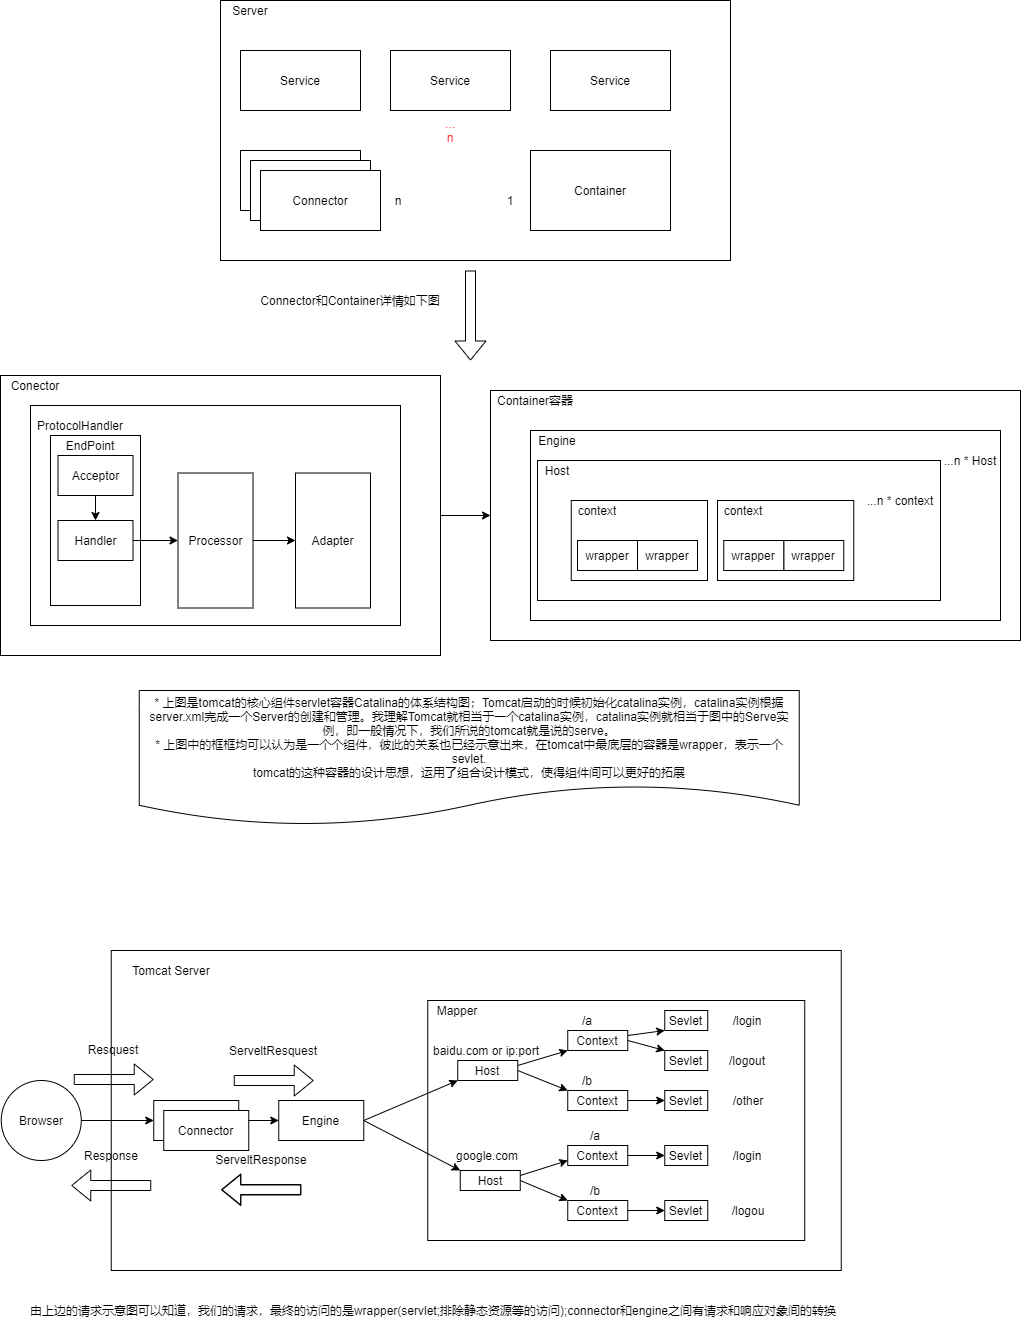 Server
Service
Service
Service
...
n
Connector
n
1
Container
Connector和Container详情如下图
Conector
ProtocolHandler
EndPoint
Acceptor
Handler
Processor
Adapter
Container容器
Engine
...n * Host
Host
...n * context
context
context
wrapper
wrapper
wrapper
wrapper
* 上图是tomcat的核心组件servlet容器Catalina的体系结构图；Tomcat启动的时候初始化catalina实例，catalina实例根据
server.xml完成一个Server的创建和管理。我理解Tomcat就相当于一个catalina实例，catalina实例就相当于图中的Serve实
例，即一般情况下，我们所说的tomcat就是说的serve。
* 上图中的框框均可以认为是一个个组件，彼此的关系也已经示意出来，在tomcat中最底层的容器是wrapper，表示一个
sevlet.
tomcat的这种容器的设计思想，运用了组合设计模式，使得组件间可以更好的拓展
Tomcat Server
Mapper
/a
Sevlet
/login
Context
Resquest
ServeltResquest
baidu.com or ip:port
Sevlet
/logout
Host
/b
Context
Sevlet
/other
Browser
Connector
Engine
/a
Response
ServeltResponse
google.com
Context
Sevlet
/login
Host
/b
Context
Sevlet
/logou
由上边的请求示意图可以知道，我们的请求，最终的访问的是wrapper(servlet;排除静态资源等的访问);connector和engine之间有请求和响应对象间的转换